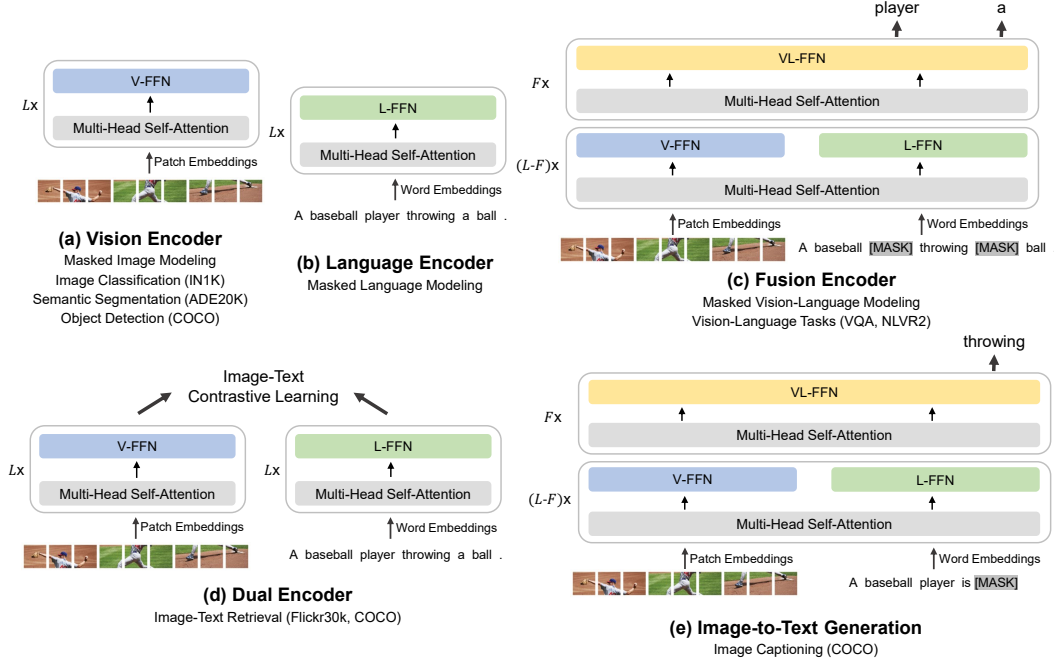 V-FFN
Lx
Multi-Head Self-Attention
Patch Embeddings
(a) Vision Encoder
Masked Image Modeling
Image Classification (IN1K)
Semantic Segmentation (ADE20K)
Object Detection (COCO)
L-FFN
Lx
Multi-Head Self-Attention
Word Embeddings
A baseball player throwing a ball .
(b) Language Encoder
Masked Language Modeling
player a
VL-FFN
Fx
Multi-Head Self-Attention
V-FFN L-FFN
(L-F)x
Multi-Head Self-Attention
Patch Embeddings Word Embeddings
A baseball [MASK] throwing [MASK] ball
(c) Fusion Encoder
Masked Vision-Language Modeling
Vision-Language Tasks (VQA, NLVR2)
Image-Text
Contrastive Learning
V-FFN L-FFN
Lx Lx
Multi-Head Self-Attention Multi-Head Self-Attention
Patch Embeddings Word Embeddings
A baseball player throwing a ball .
(d) Dual Encoder
Image-Text Retrieval (Flickr30k, COCO)
throwing
VL-FFN
Fx
Multi-Head Self-Attention
V-FFN L-FFN
(L-F)x
Multi-Head Self-Attention
Patch Embeddings Word Embeddings
A baseball player is [MASK]
(e) Image-to-Text Generation
Image Captioning (COCO)